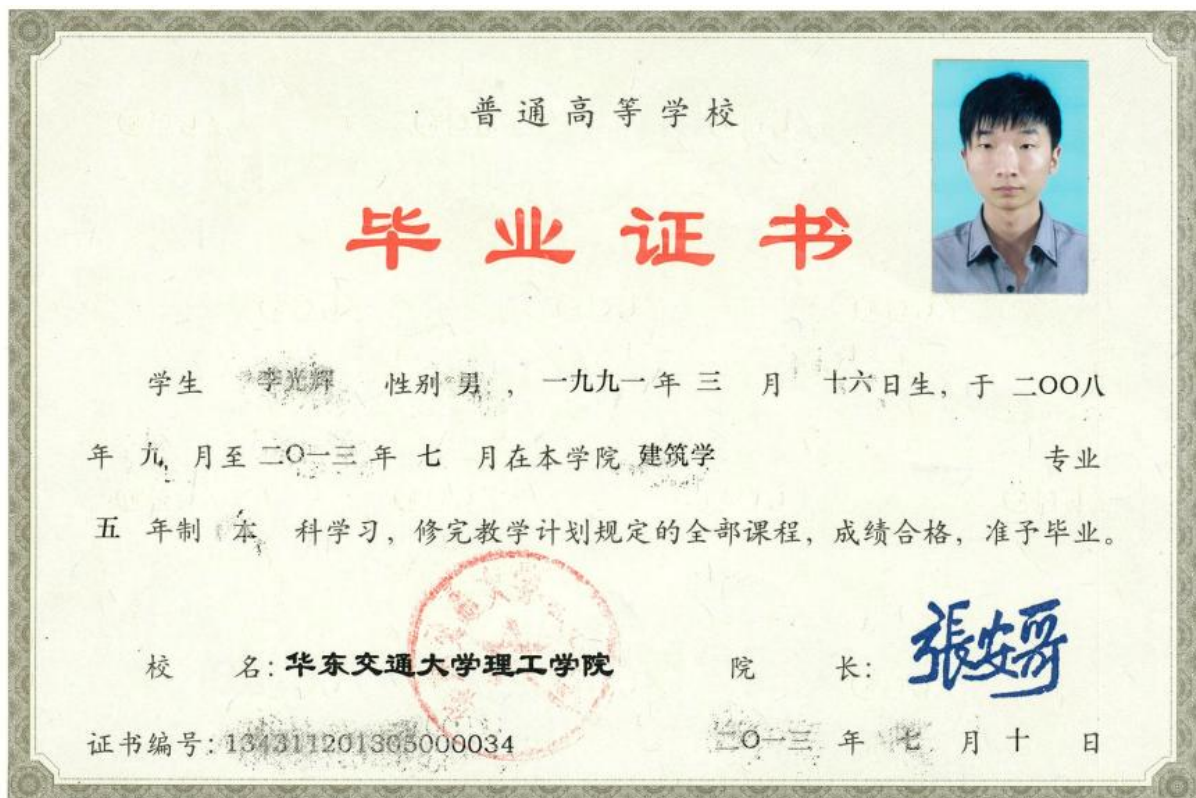 普通高等学校
毕业证书
学生 李光辉 性别 男 ， 一九九一 年 三 月 十六日生，于 二OO八
年 九 月至 二O一三 年 七 月在本学院 建筑学 专业
五 年制 本 科学习，修完教学计划规定的全部课程，成绩合格，准予毕业。
校 名：华东交通大学理工学院 院 长：張安哥
证书编号：134311201305000034 二O一三 年 七 月 十 日